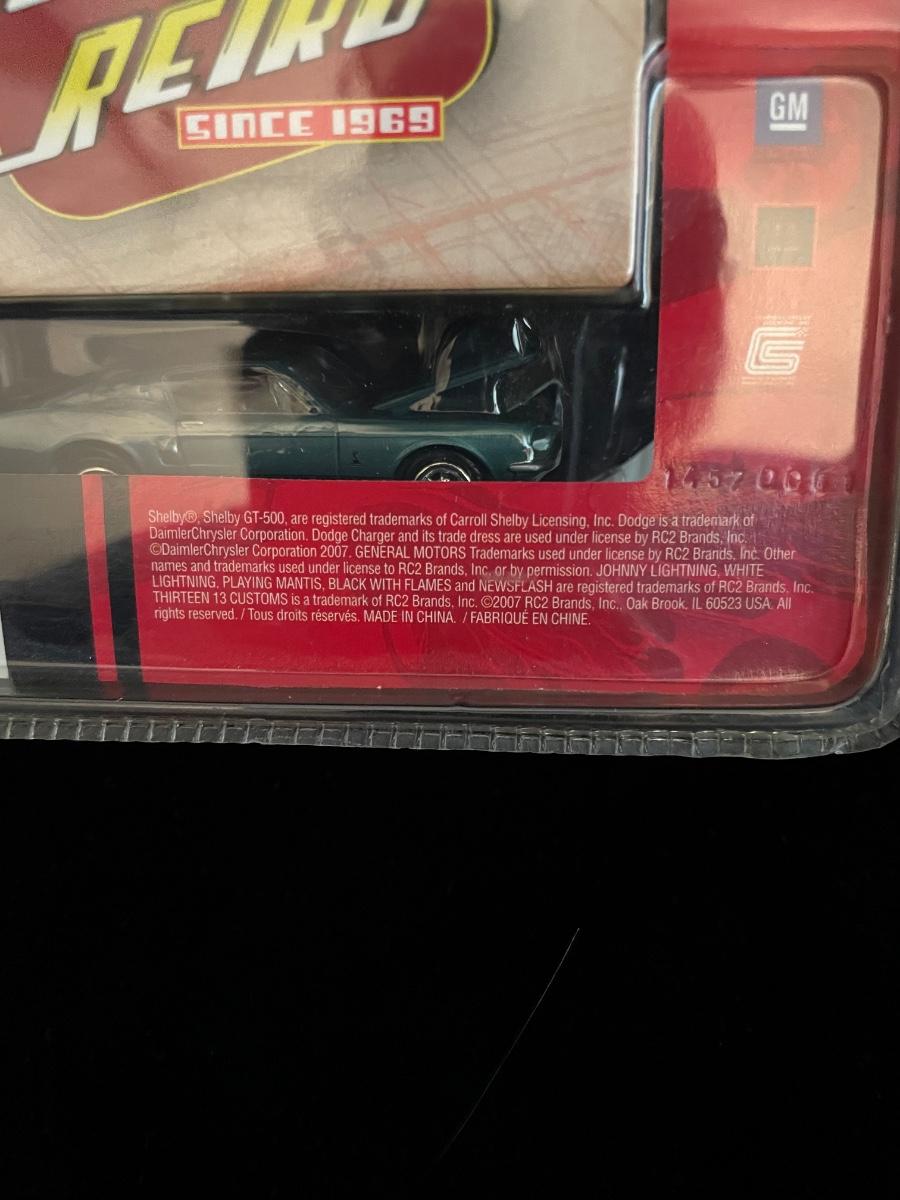 RETRO
SINCE 1969
GM
Shelby®, Shelby GT-500, are registered trademarks of Carroll Shelby Licensing, Inc. Dodge is a trademark of
DaimlerChrysler Corporation. Dodge Charger and its trade dress are used under license by RC2 Brands, Inc.
©DaimlerChrysler Corporation 2007. GENERAL MOTORS Trademarks used under license by RC2 Brands, Inc. Other
names and trademarks used under license to RC2 Brands, Inc. or by permission. JOHNNY LIGHTNING, WHITE
LIGHTNING, PLAYING MANTIS, BLACK WITH FLAMES and NEWSFLASH are registered trademarks of RC2 Brands, Inc.
THIRTEEN 13 CUSTOMS is a trademark of RC2 Brands, Inc. ©2007 RC2 Brands, Inc., Oak Brook. IL 60523 USA. All
rights reserved. / Tous droits réservés. MADE IN CHINA. / FABRIQUÉ EN CHINE.